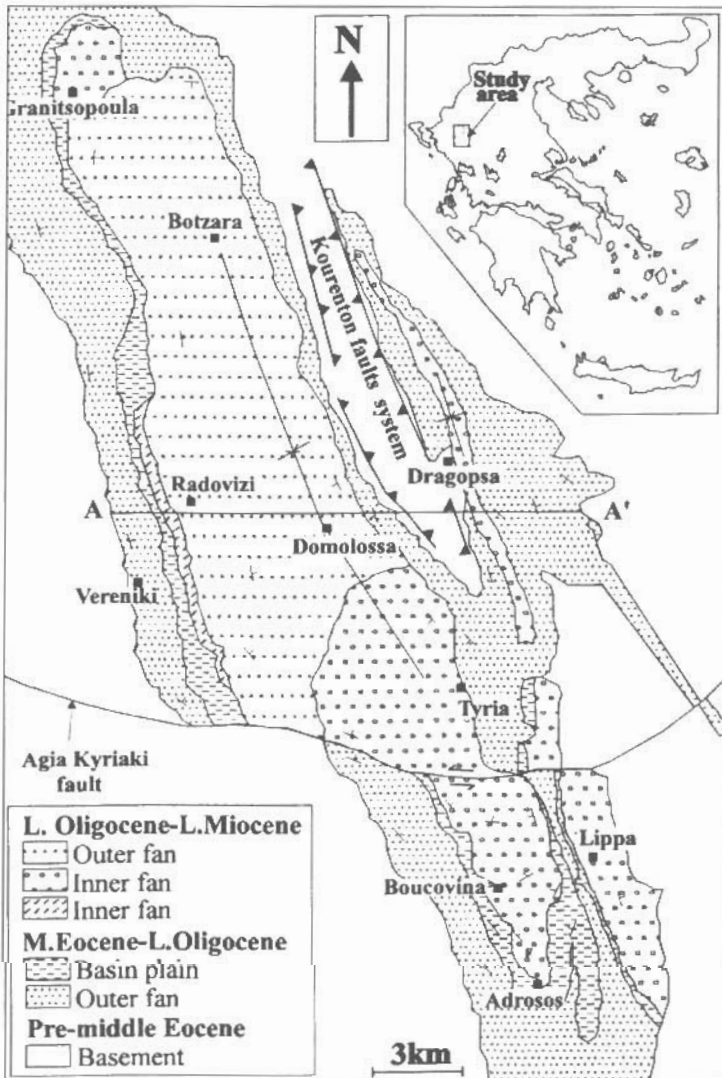 N
Study
area
Granitsopoula
Botzara
Kourenton faults system
Dragopsa
Radovizi
A
A'
Domolossa
Vereniki
Tyria
Agia Kyriaki
fault
L. Oligocene-L.Miocene
Outer fan
Inner fan
Inner fan
M.Eocene-L.Oligocene
Basin plain
Outer fan
Pre-middle Eocene
Basement
Lippa
Boucovina
Adrosos
3km